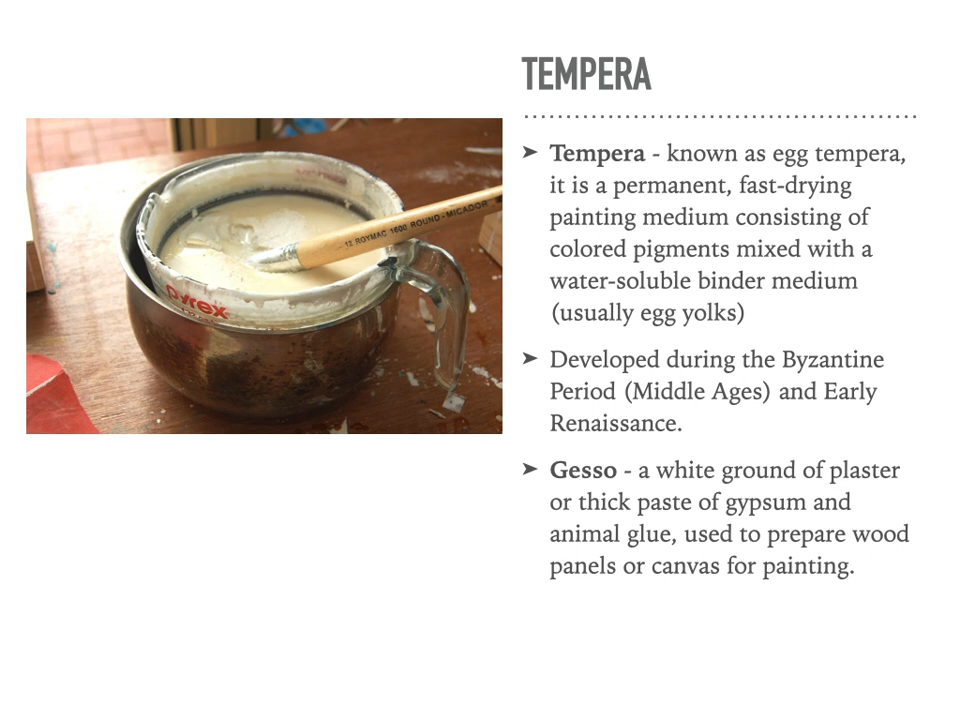 TEMPERA
➤ Tempera - known as egg tempera,
it is a permanent, fast-drying
painting medium consisting of
colored pigments mixed with a
water-soluble binder medium
(usually egg yolks)
➤ Developed during the Byzantine
Period (Middle Ages) and Early
Renaissance.
➤ Gesso - a white ground of plaster
or thick paste of gypsum and
animal glue, used to prepare wood
panels or canvas for painting.
12 ROYMAC 1600 ROUND-MICADOR
pyrex